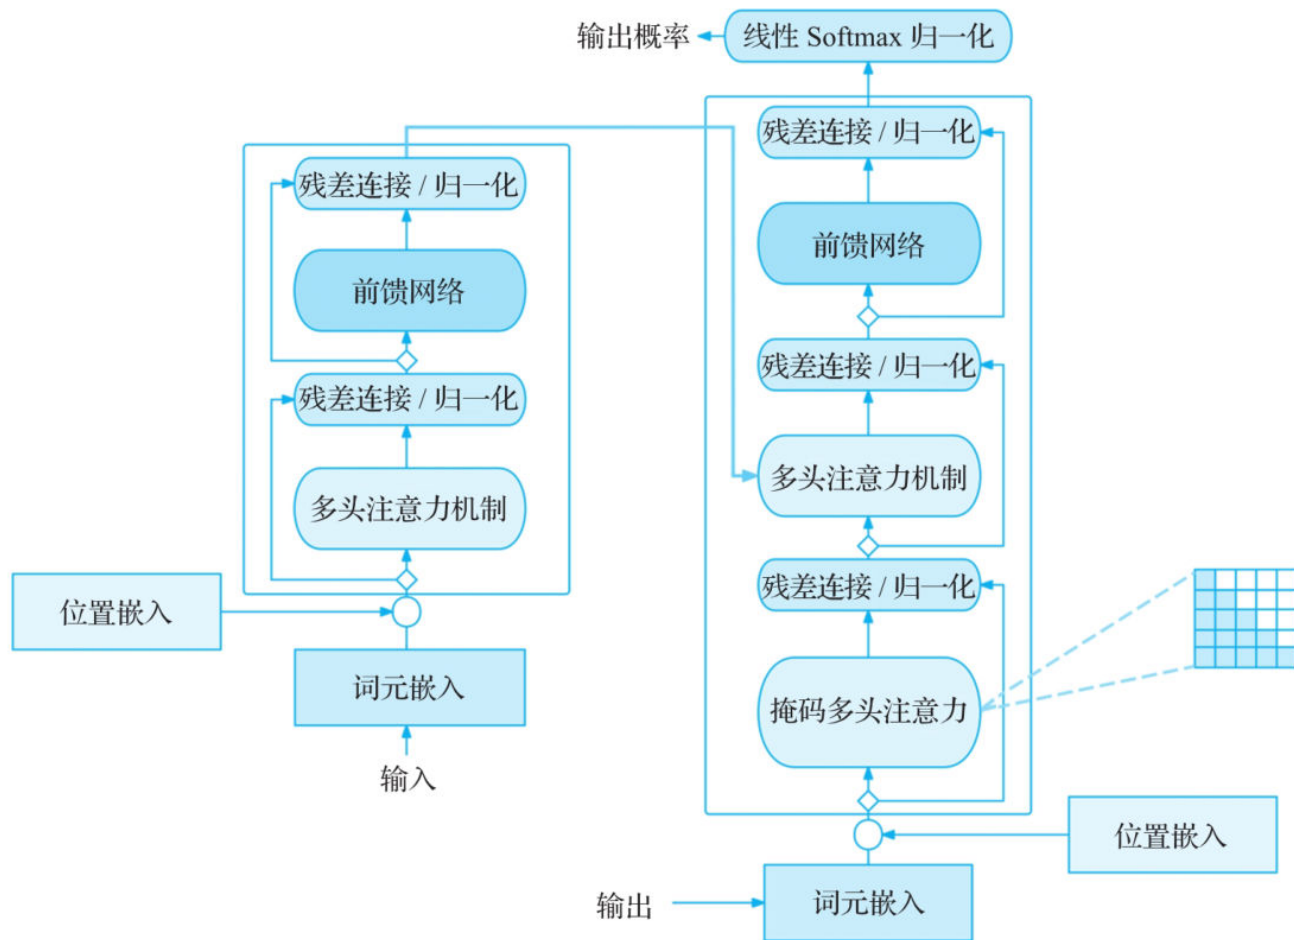 输出概率
线性 Softmax 归一化
残差连接 / 归一化
前馈网络
残差连接 / 归一化
多头注意力机制
位置嵌入
词元嵌入
输入
残差连接 / 归一化
前馈网络
残差连接 / 归一化
多头注意力机制
残差连接 / 归一化
掩码多头注意力
位置嵌入
输出
词元嵌入